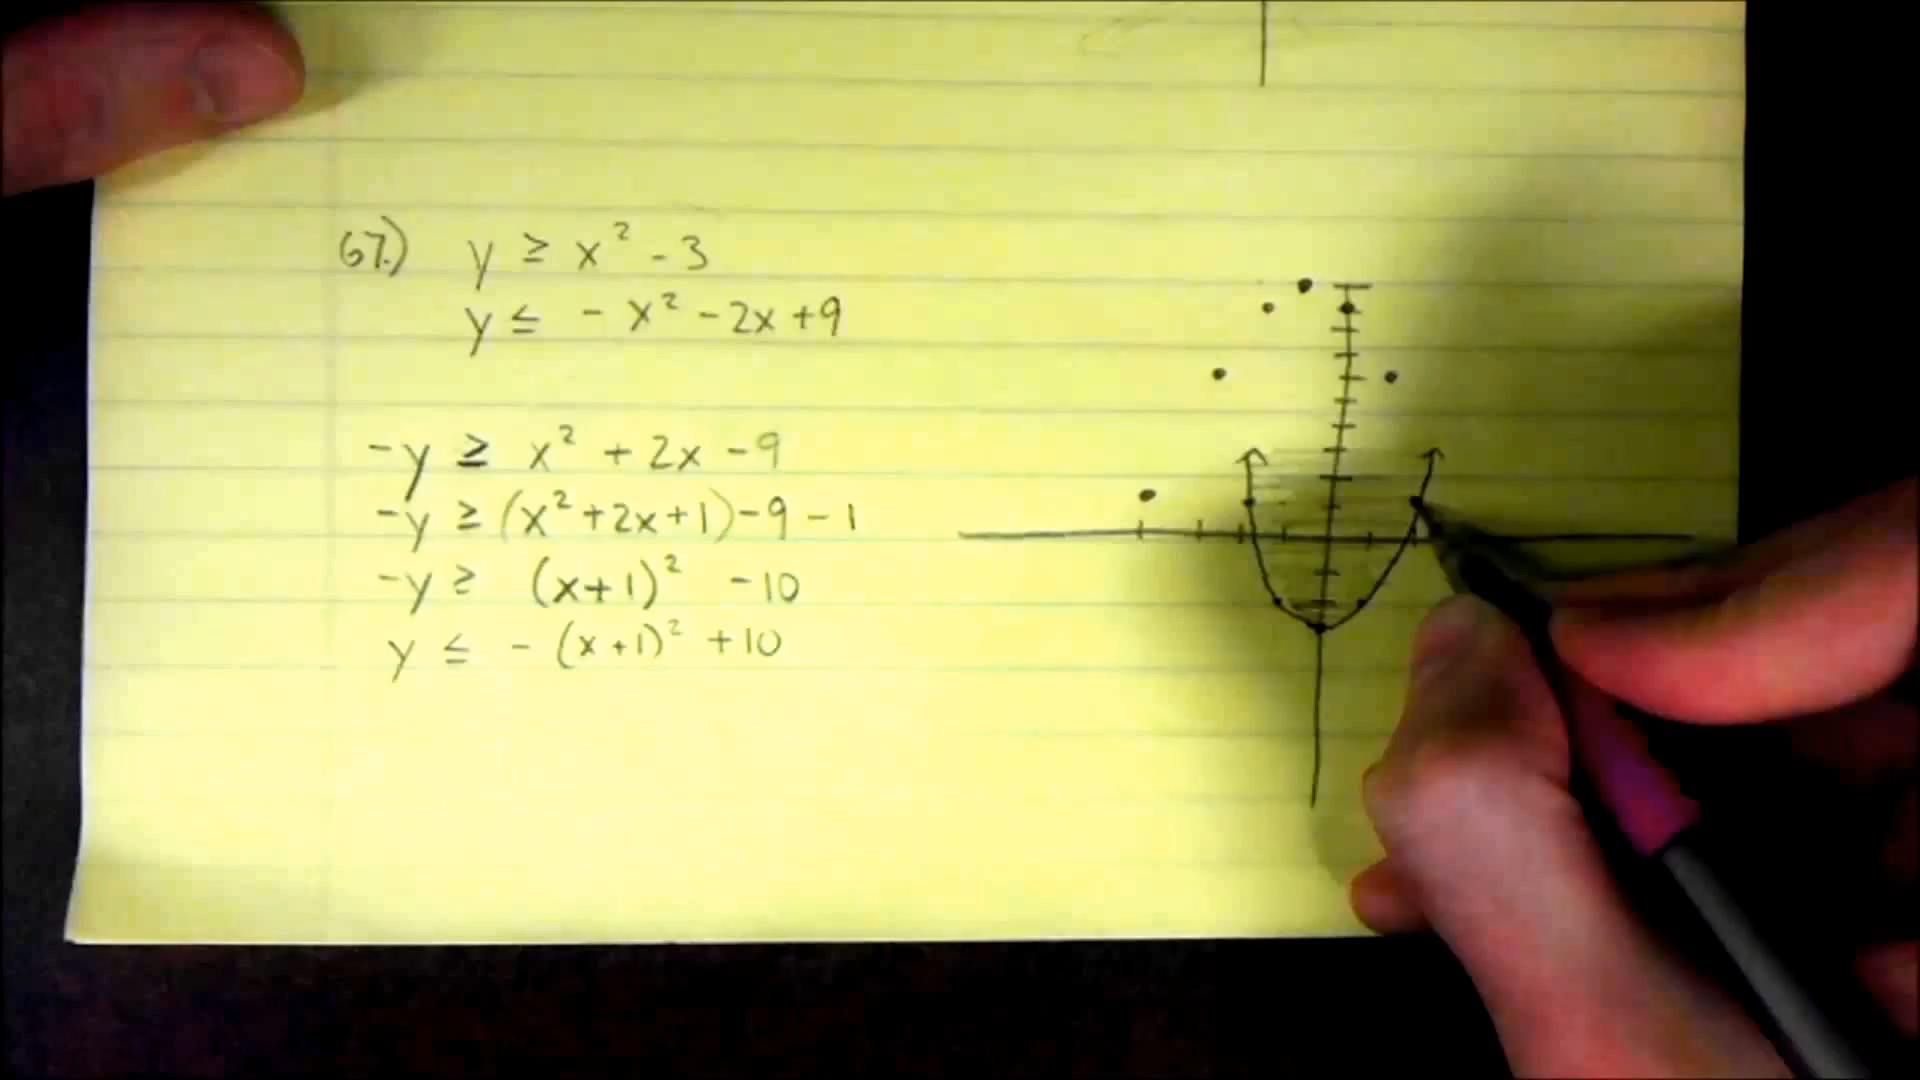 67.) y ≥ x² - 3
y ≤ - x² - 2x + 9
-y ≥ x² + 2x - 9
-y ≥ (x² + 2x + 1) - 9 - 1
-y ≥ (x+1)² - 10
y ≤ - (x+1)² + 10